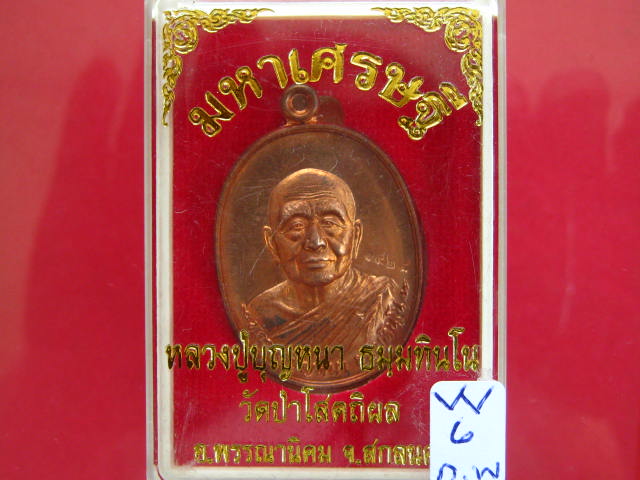 มหาเศรษฐี
หลวงปู่บุญหนา ธมฺมทินโน
วัดป่าโสตถิผล
อ.พรรณานิคม จ.สกลนค
W
6
ก.พ